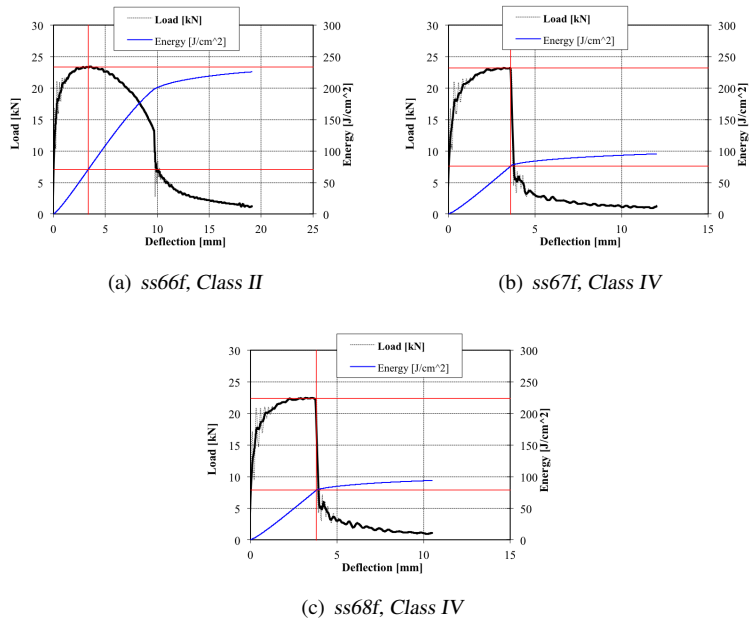 Load [kN]
Energy [J/cm^2]
30
25
20
15
10
5
0
Load [kN]
300
250
200
150
100
50
0
Energy [J/cm^2]
0 5 10 15 20 25
Deflection [mm]
(a) ss66f, Class II
Load [kN]
Energy [J/cm^2]
30
25
20
15
10
5
0
Load [kN]
300
250
200
150
100
50
0
Energy [J/cm^2]
0 5 10 15
Deflection [mm]
(b) ss67f, Class IV
Load [kN]
Energy [J/cm^2]
30
25
20
15
10
5
0
Load [kN]
300
250
200
150
100
50
0
Energy [J/cm^2]
0 5 10 15
Deflection [mm]
(c) ss68f, Class IV